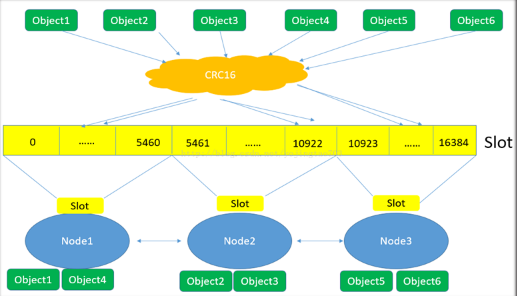 Object1 Object2 Object3 Object4 Object5 Object6
CRC16
0 …… 5460 5461 …… 10922 10923 …… 16384 Slot
Slot Slot Slot
Node1 Node2 Node3
Object1 Object4 Object2 Object3 Object5 Object6